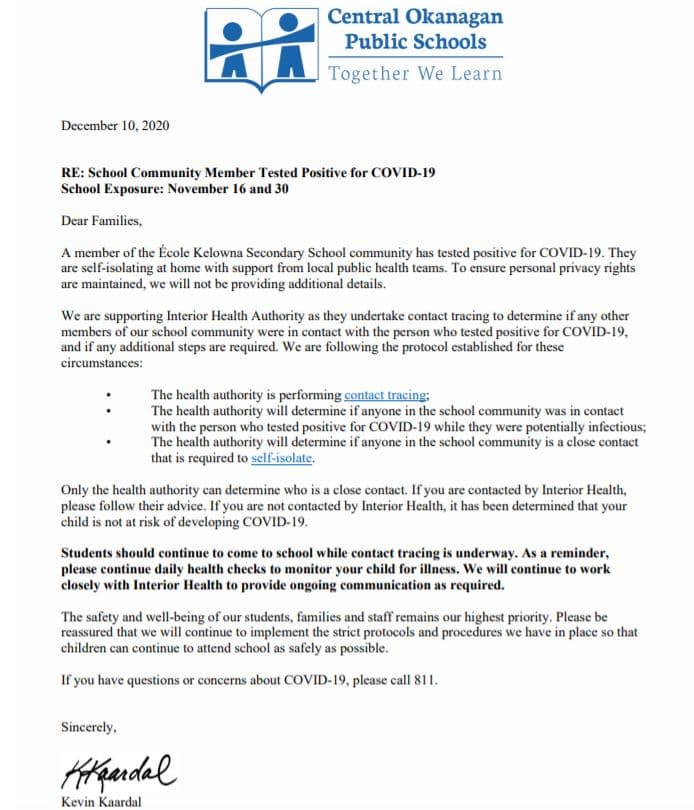 Central Okanagan
Public Schools
Together We Learn
December 10, 2020
RE: School Community Member Tested Positive for COVID-19
School Exposure: November 16 and 30
Dear Families,
A member of the École Kelowna Secondary School community has tested positive for COVID-19. They
are self-isolating at home with support from local public health teams. To ensure personal privacy rights
are maintained, we will not be providing additional details.
We are supporting Interior Health Authority as they undertake contact tracing to determine if any other
members of our school community were in contact with the person who tested positive for COVID-19,
and if any additional steps are required. We are following the protocol established for these
circumstances:
• The health authority is performing contact tracing;
• The health authority will determine if anyone in the school community was in contact
with the person who tested positive for COVID-19 while they were potentially infectious;
• The health authority will determine if anyone in the school community is a close contact
that is required to self-isolate.
Only the health authority can determine who is a close contact. If you are contacted by Interior Health,
please follow their advice. If you are not contacted by Interior Health, it has been determined that your
child is not at risk of developing COVID-19.
Students should continue to come to school while contact tracing is underway. As a reminder,
please continue daily health checks to monitor your child for illness. We will continue to work
closely with Interior Health to provide ongoing communication as required.
The safety and well-being of our students, families and staff remains our highest priority. Please be
reassured that we will continue to implement the strict protocols and procedures we have in place so that
children can continue to attend school as safely as possible.
If you have questions or concerns about COVID-19, please call 811.
Sincerely,
KKaardal
Kevin Kaardal